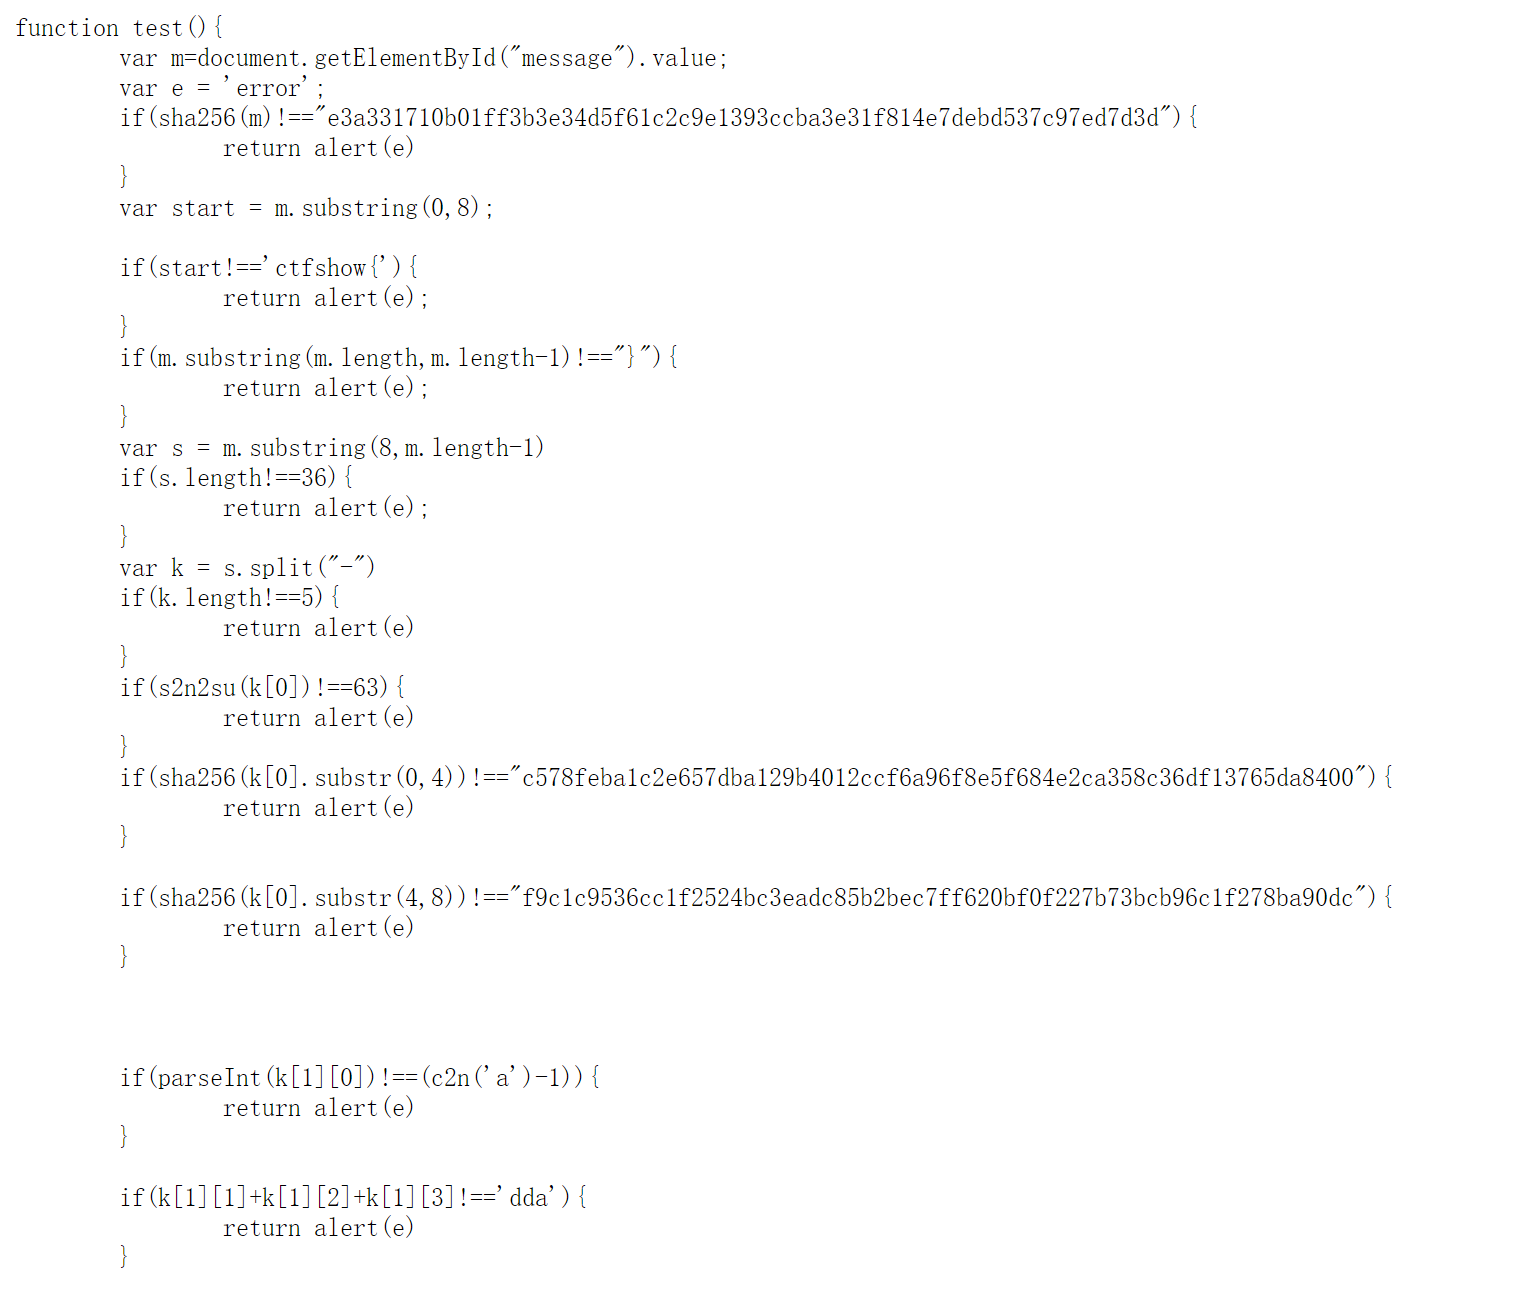 function test(){
var m=document.getElementById("message").value;
var e = 'error';
if(sha256(m)!=="e3a331710b01ff3b3e34d5f61c2c9e1393ccba3e31f814e7debd537c97ed7d3d"){
return alert(e)
}
var start = m.substring(0,8);
if(start!=='ctfshow{'){
return alert(e);
}
if(m.substring(m.length,m.length-1)!=="}"){
return alert(e);
}
var s = m.substring(8,m.length-1)
if(s.length!==36){
return alert(e);
}
var k = s.split("-")
if(k.length!==5){
return alert(e)
}
if(s2n2su(k[0])!==63){
return alert(e)
}
if(sha256(k[0].substr(0,4))!=="c578feba1c2e657dba129b4012ccf6a96f8e5f684e2ca358c36df13765da8400"){
return alert(e)
}
if(sha256(k[0].substr(4,8))!=="f9c1c9536cc1f2524bc3eadc85b2bec7ff620bf0f227b73bcb96c1f278ba90dc"){
return alert(e)
}
if(parseInt(k[1][0])!==(c2n('a')-1)){
return alert(e)
}
if(k[1][1]+k[1][2]+k[1][3]!=='dda'){
return alert(e)
}